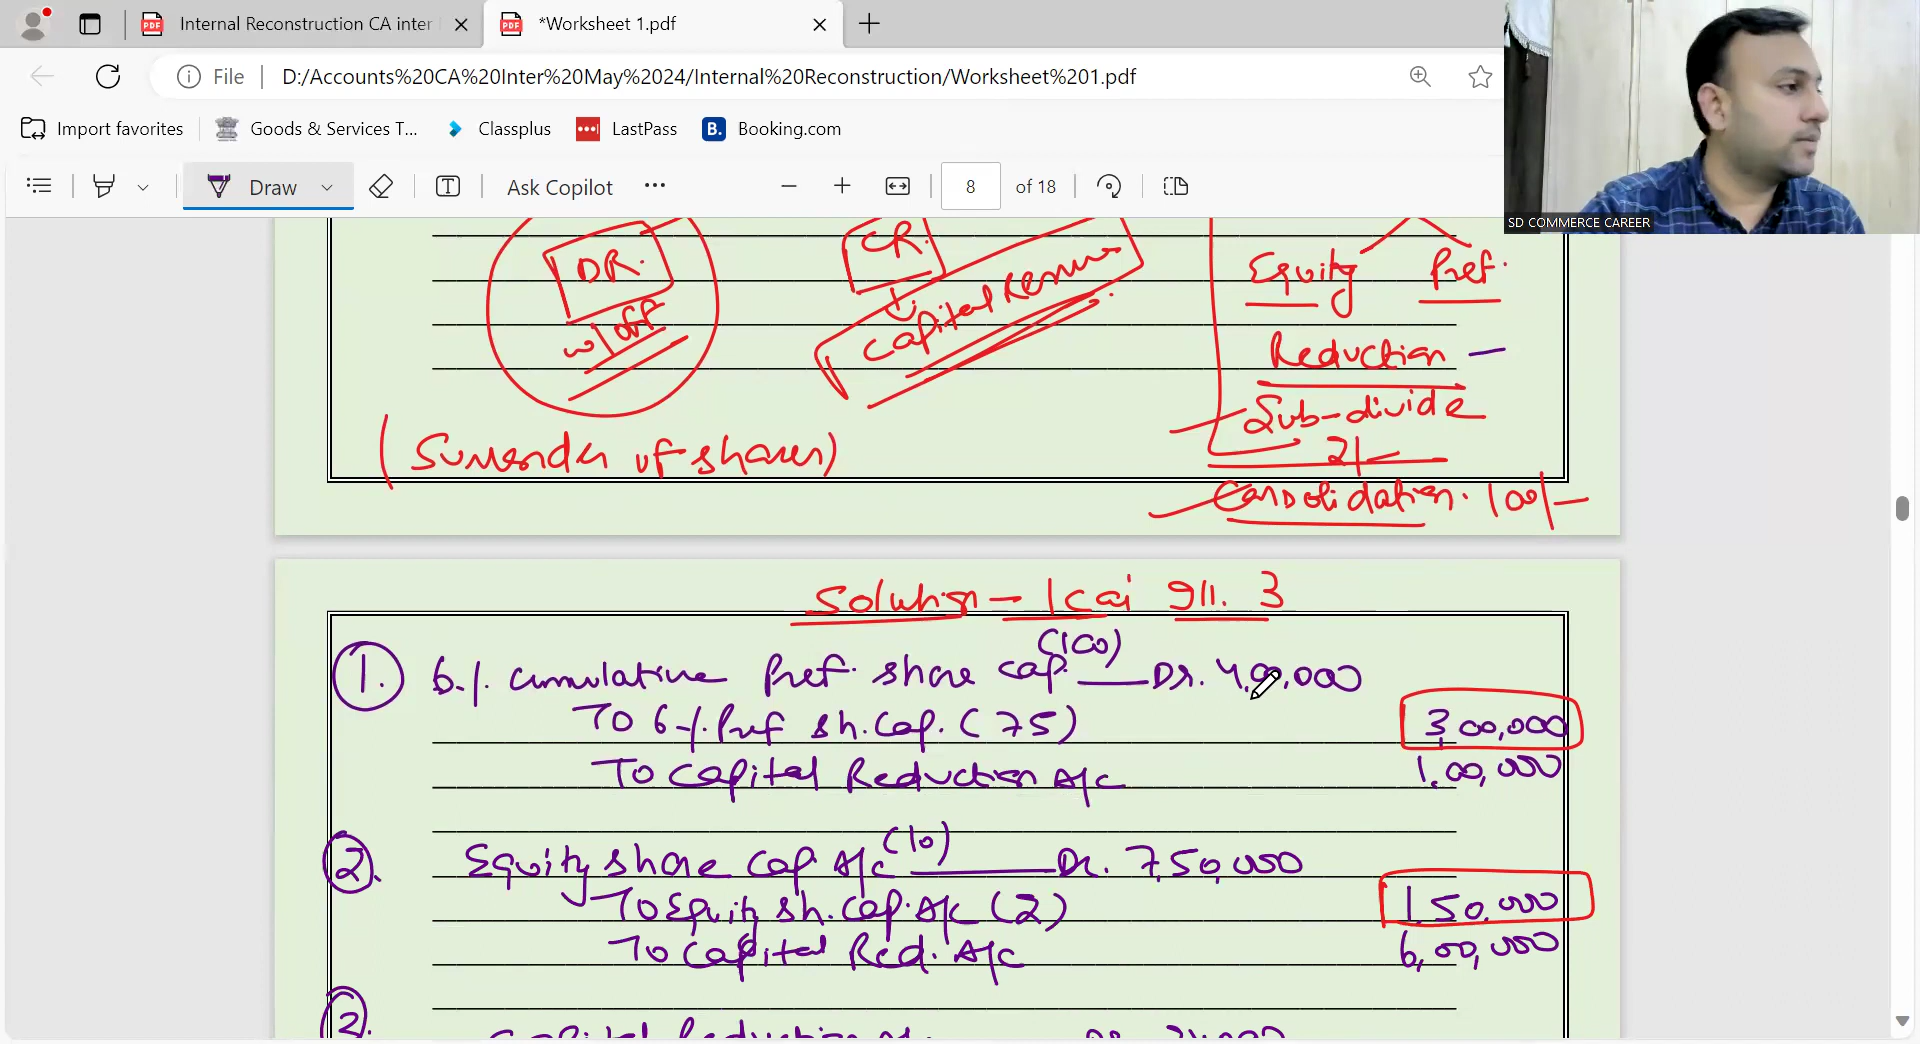 Internal Reconstruction CA inter
*Worksheet 1.pdf
File
D:/Accounts%20CA%20Inter%20May%2024/Internal%20Reconstruction/Worksheet%201.pdf
Import favorites
Goods & Services T...
Classplus
LastPass
B. Booking.com
Draw
Ask Copilot
8 of 18
SD COMMERCE CAREER
DR.
w/off
CR.
Capital
Equity Pref.
Reduction —
Sub-divide
2/-
Consolidation. 100/-
(Surrender of shares)
Solution - Icai ill. 3
(100)
1. 6.%. Cumulative Pref. share cap. Dr. 4,00,000
To 6%. Pref sh. Cap. (75) 3,00,000
To Capital Reduction A/c 1,00,000
2. Equity share cap. A/c (10) Dr. 7,50,000
To Equity sh. Cap. A/c (2) 1,50,000
To Capital Red. A/c 6,00,000